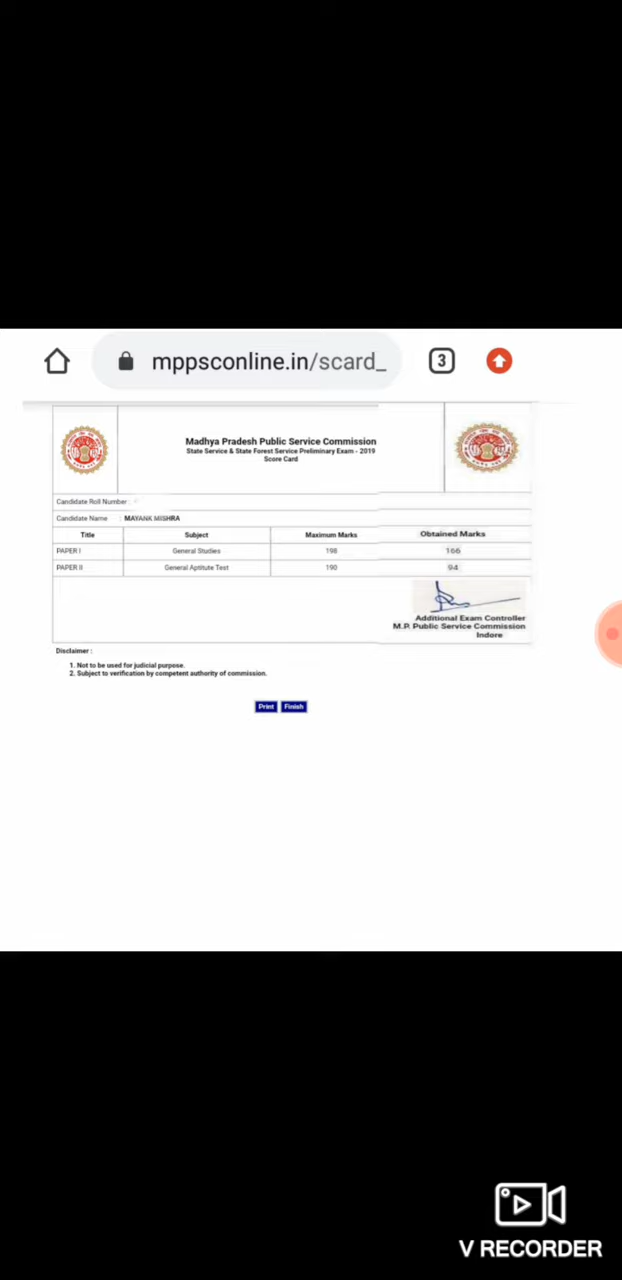 mppsconline.in/scard_
3
Madhya Pradesh Public Service Commission
State Service & State Forest Service Preliminary Exam - 2019
Score Card
Candidate Roll Number :
Candidate Name : MAYANK MISHRA
Title Subject Maximum Marks Obtained Marks
PAPER I General Studies 198 166
PAPER II General Aptitute Test 190 94
Additional Exam Controller
M.P. Public Service Commission
Indore
Disclaimer :
1. Not to be used for judicial purpose.
2. Subject to verification by competent authority of commission.
Print Finish
V RECORDER